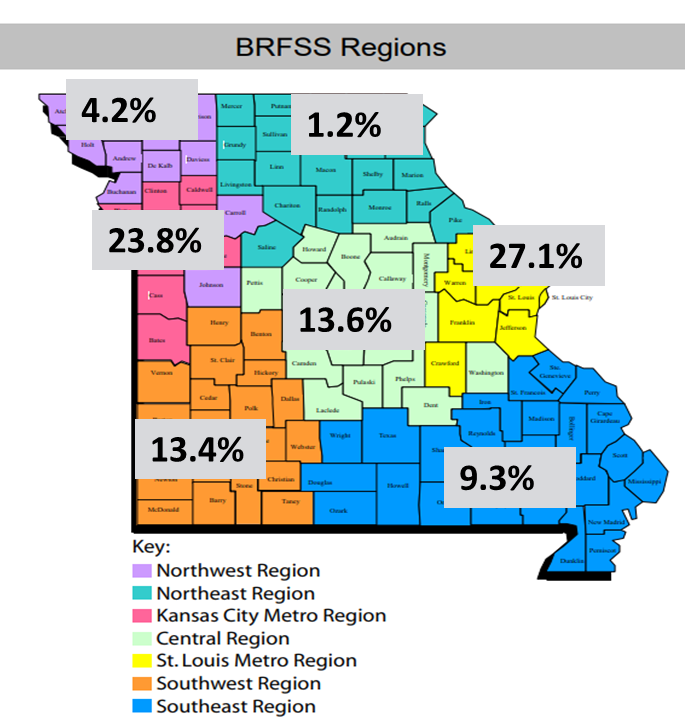 BRFSS Regions
4.2%
1.2%
Mercer
Sullivan
Holt
Grundy
Andrew
De Kalb
Daviess
Linn
Macon
Shelby
Marion
Buchanan
Clinton
Caldwell
Livingston
Chariton
Randolph
Monroe
Ralls
Carroll
Pike
23.8%
27.1%
Saline
Howard
Boone
Audrain
Callaway
Montgomery
Warren
Johnson
Pettis
Cooper
St. Louis
St. Louis City
Cass
Bates
Henry
Benton
13.6%
Franklin
Jefferson
St. Clair
Hickory
Camden
Crawford
Washington
Ste. Genevieve
Vernon
Pulaski
Phelps
St. Francois
Perry
Cedar
Polk
Dallas
Laclede
Dent
Iron
Madison
Cape Girardeau
Bollinger
Reynolds
13.4%
Webster
Wright
Texas
9.3%
Scott
Mississippi
Stone
Christian
Douglas
Howell
Barry
Taney
Ozark
McDonald
New Madrid
Dunklin
Pemiscot
Key:
Northwest Region
Northeast Region
Kansas City Metro Region
Central Region
St. Louis Metro Region
Southwest Region
Southeast Region